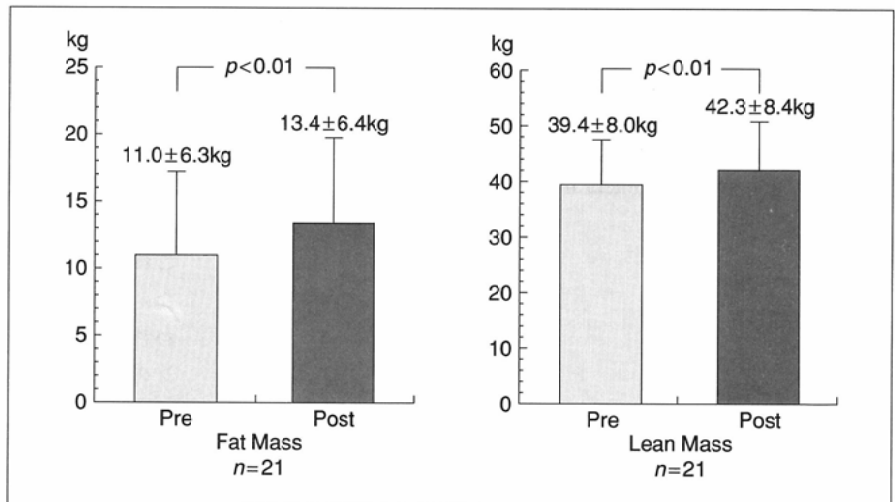 kg
25
20
15
10
5
0
p<0.01
11.0±6.3kg
13.4±6.4kg
Pre Post
Fat Mass
n=21
kg
60
50
40
30
20
10
0
p<0.01
39.4±8.0kg
42.3±8.4kg
Pre Post
Lean Mass
n=21